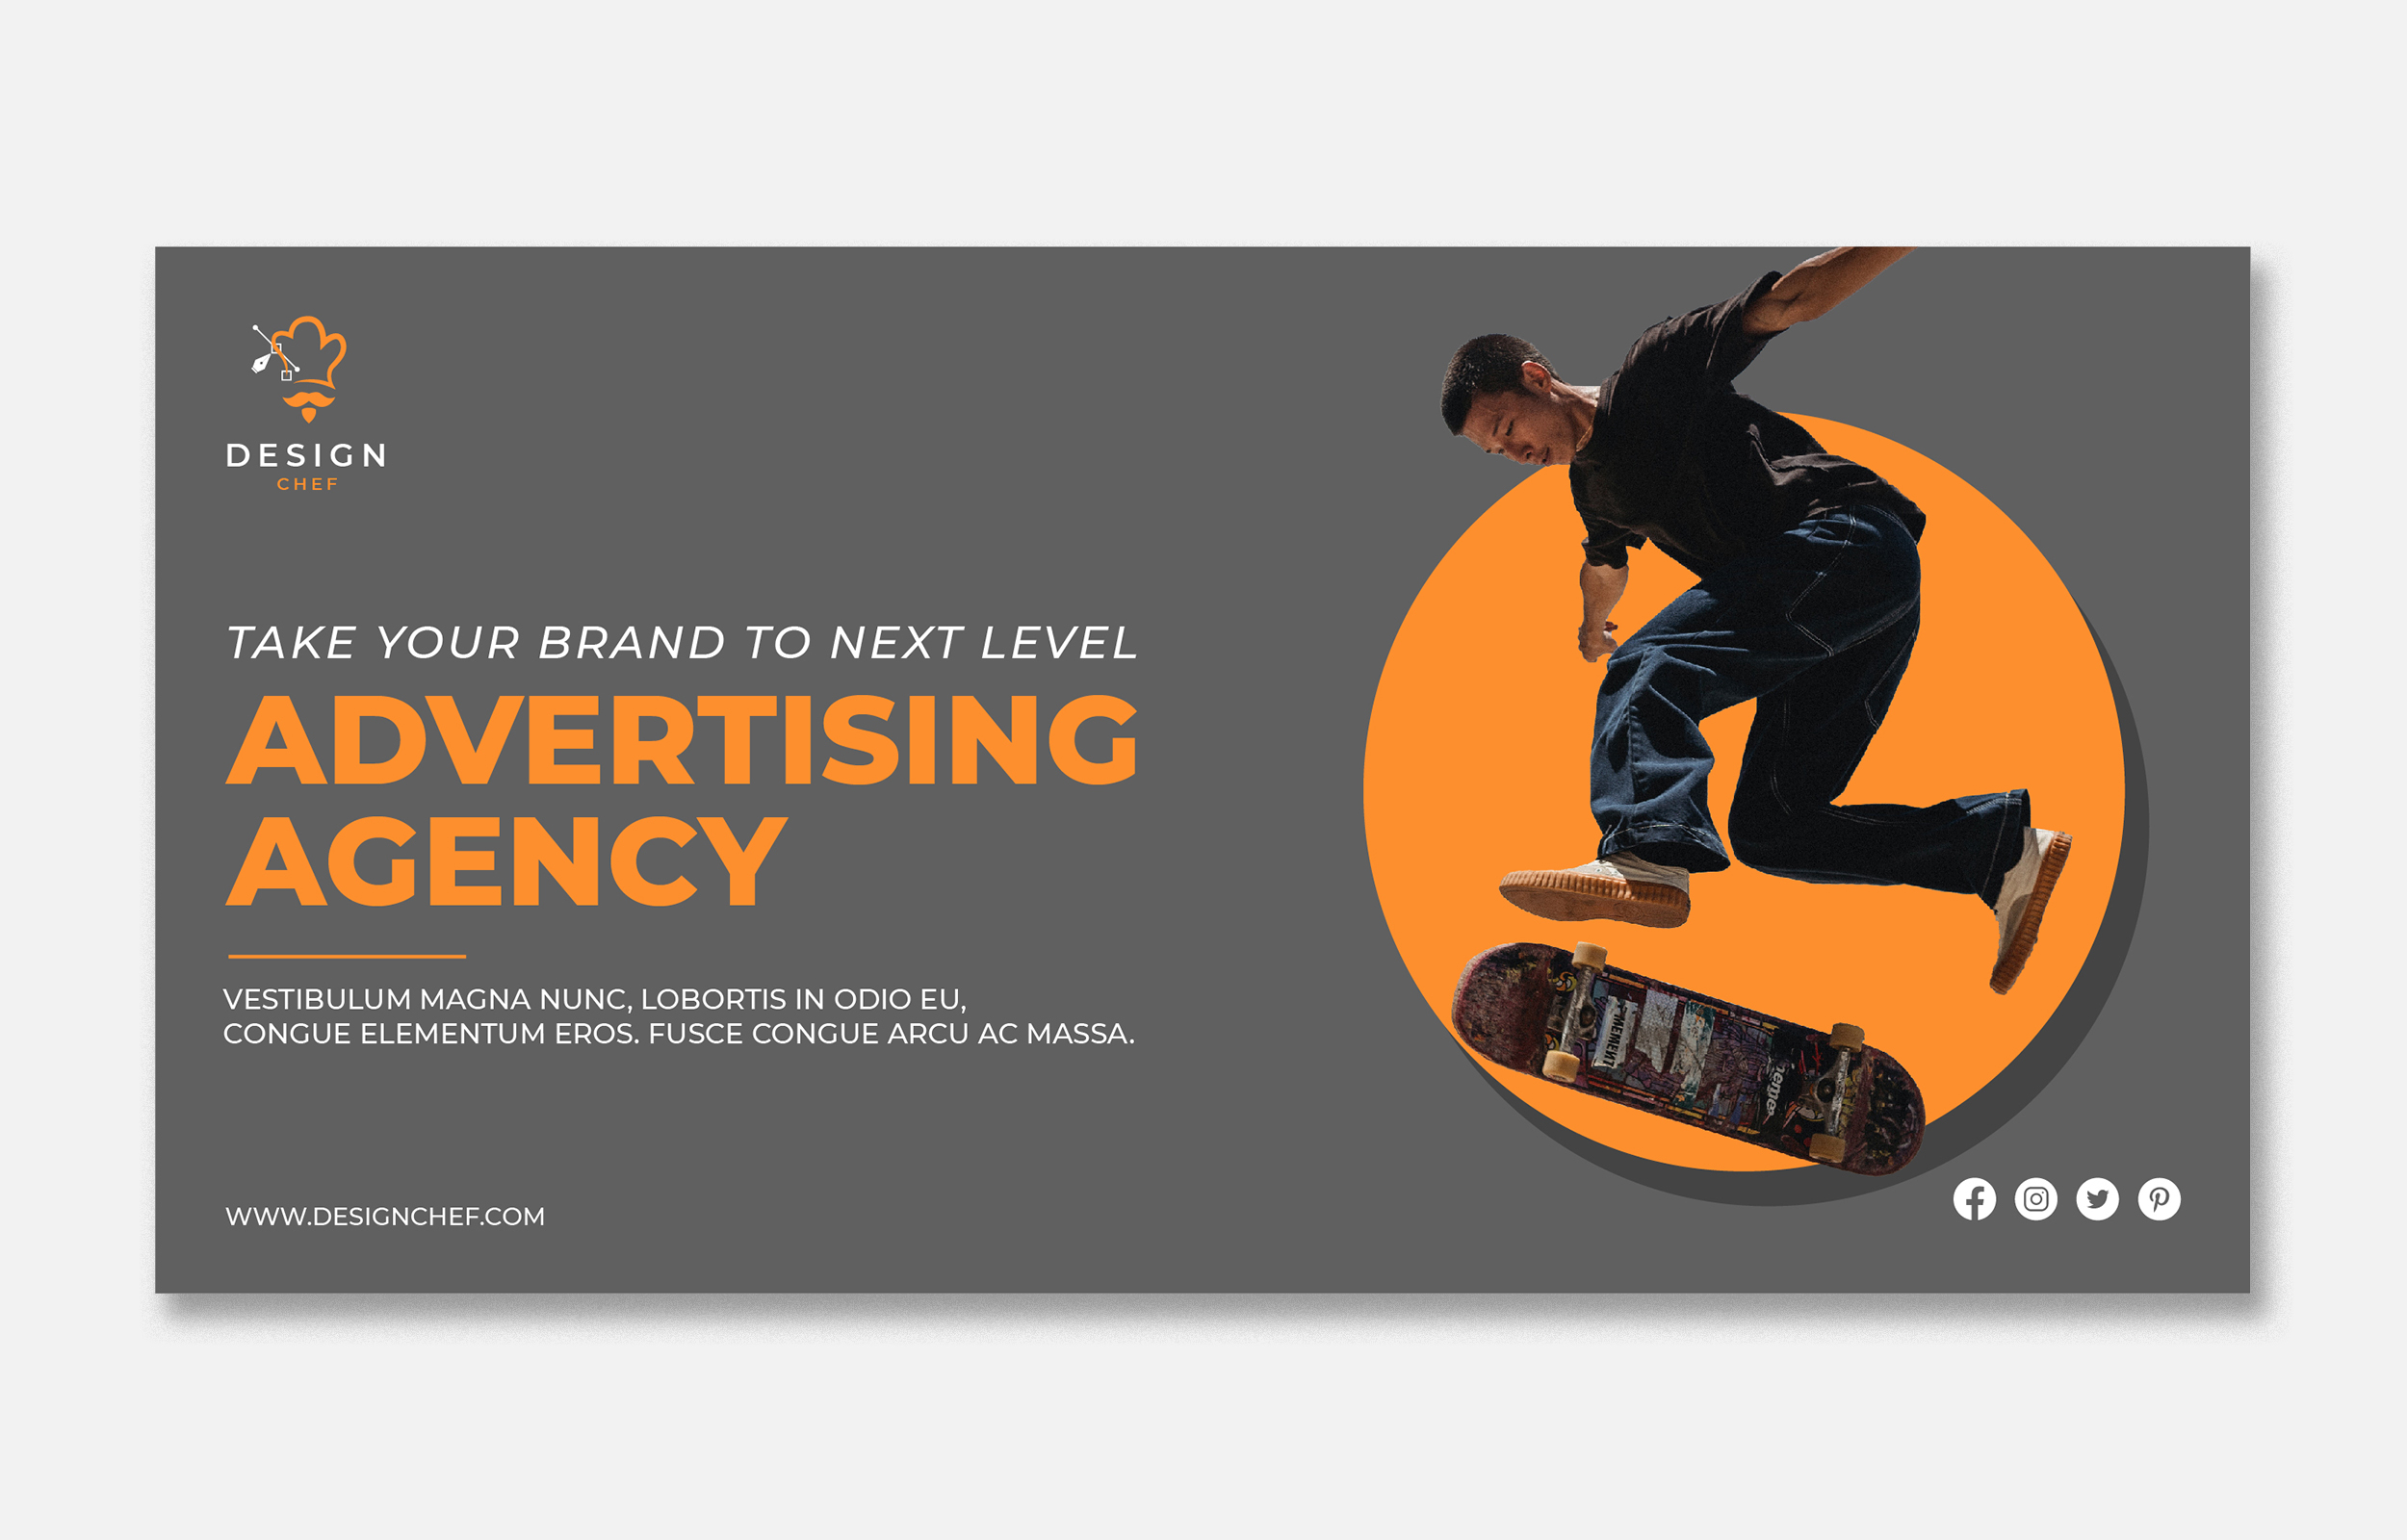 DESIGN
CHEF
TAKE YOUR BRAND TO NEXT LEVEL
ADVERTISING
AGENCY
VESTIBULUM MAGNA NUNC, LOBORTIS IN ODIO EU,
CONGUE ELEMENTUM EROS. FUSCE CONGUE ARCU AC MASSA.
WWW.DESIGNCHEF.COM